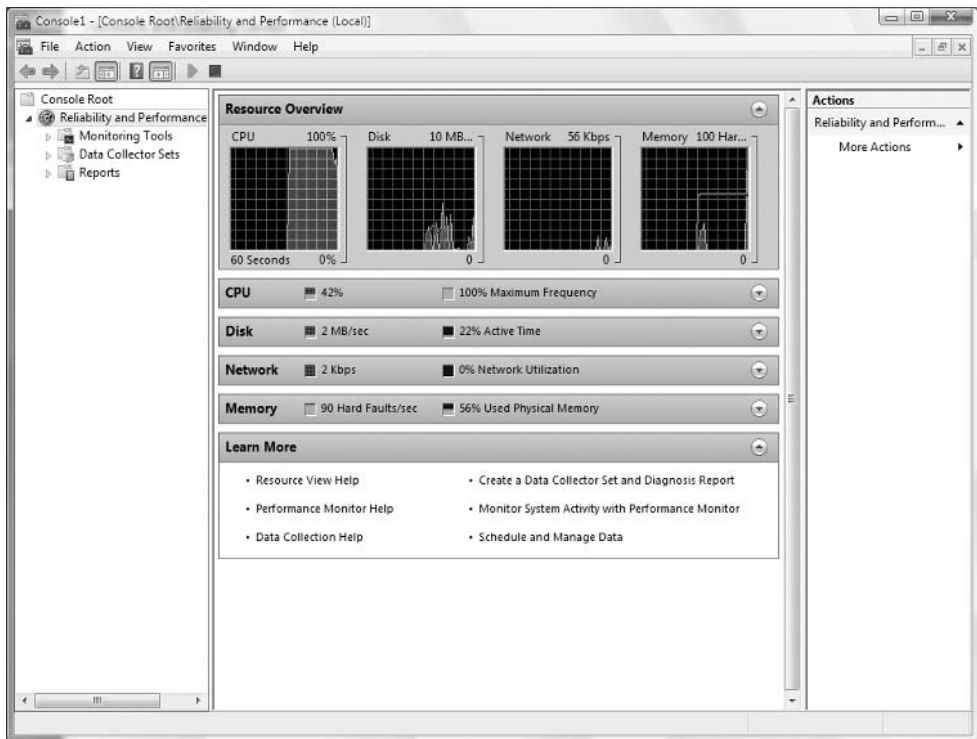 Console1 - [Console Root\Reliability and Performance (Local)]
File Action View Favorites Window Help
Console Root
Reliability and Performance
Monitoring Tools
Data Collector Sets
Reports
Resource Overview
CPU 100% Disk 10 MB... Network 56 Kbps Memory 100 Har...
60 Seconds 0% 0 0 0
CPU 42% 100% Maximum Frequency
Disk 2 MB/sec 22% Active Time
Network 2 Kbps 0% Network Utilization
Memory 90 Hard Faults/sec 56% Used Physical Memory
Learn More
• Resource View Help • Create a Data Collector Set and Diagnosis Report
• Performance Monitor Help • Monitor System Activity with Performance Monitor
• Data Collection Help • Schedule and Manage Data
Actions
Reliability and Perform...
More Actions